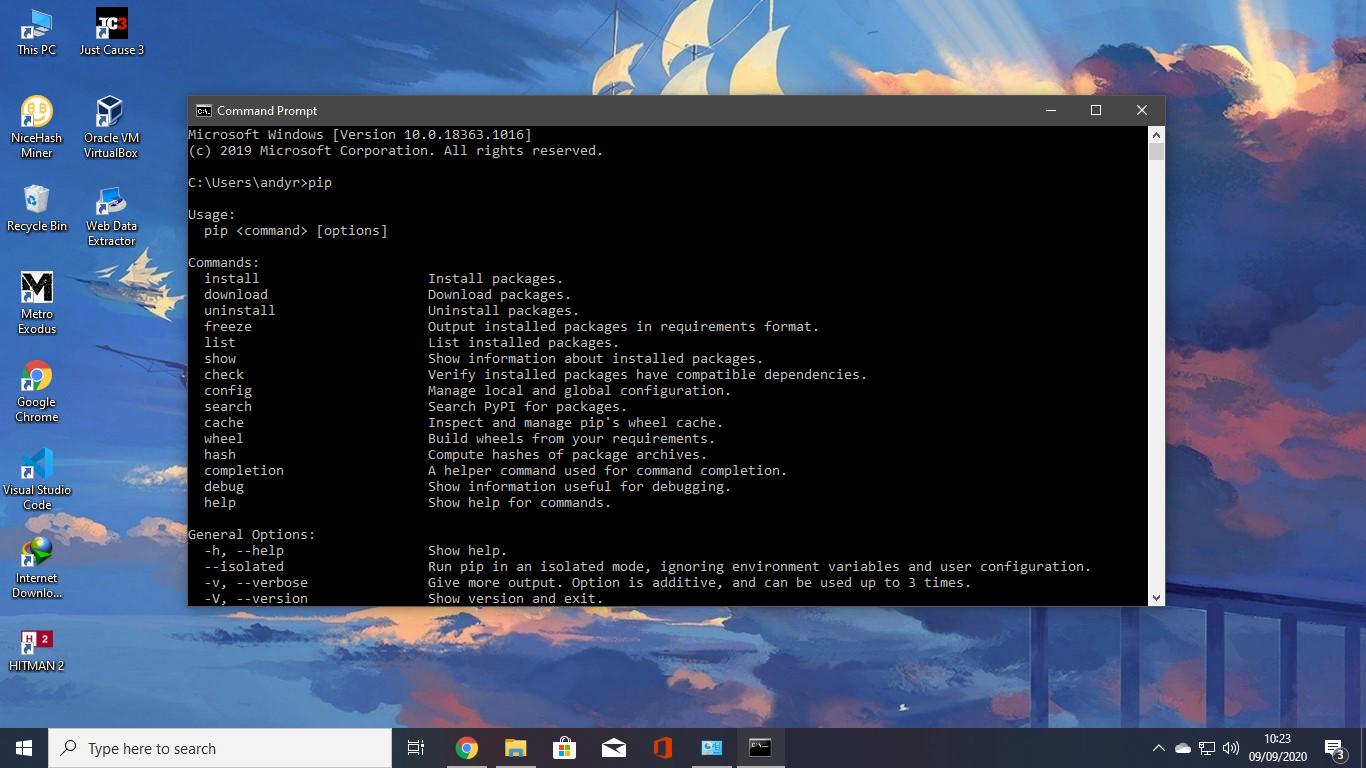 This PC
Just Cause 3
JC3
NiceHash
Miner
Oracle VM
VirtualBox
Recycle Bin
Web Data
Extractor
Metro
Exodus
Google
Chrome
Visual Studio
Code
Internet
Downlo...
H 2
HITMAN 2
Command Prompt
Microsoft Windows [Version 10.0.18363.1016]
(c) 2019 Microsoft Corporation. All rights reserved.
C:\Users\andyr>pip
Usage:
pip <command> [options]
Commands:
install Install packages.
download Download packages.
uninstall Uninstall packages.
freeze Output installed packages in requirements format.
list List installed packages.
show Show information about installed packages.
check Verify installed packages have compatible dependencies.
config Manage local and global configuration.
search Search PyPI for packages.
cache Inspect and manage pip's wheel cache.
wheel Build wheels from your requirements.
hash Compute hashes of package archives.
completion A helper command used for command completion.
debug Show information useful for debugging.
help Show help for commands.
General Options:
-h, --help Show help.
--isolated Run pip in an isolated mode, ignoring environment variables and user configuration.
-v, --verbose Give more output. Option is additive, and can be used up to 3 times.
-V, --version Show version and exit.
Type here to search
10:23
09/09/2020
3